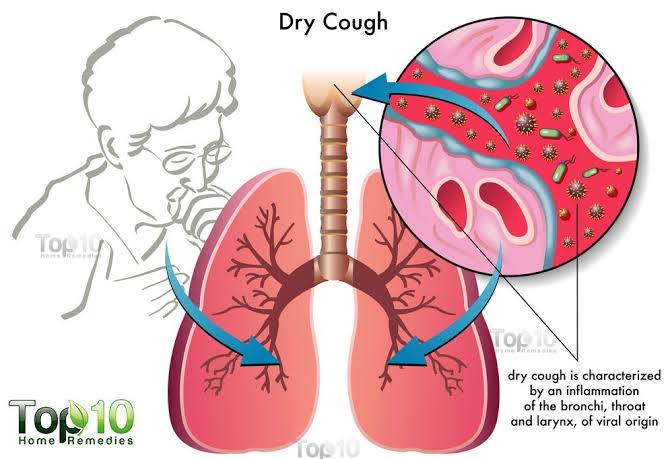 Dry Cough
Top10
Home Remedies
Top10
Home Remedies
dry cough is characterized
by an inflammation
of the bronchi, throat
and larynx, of viral origin
Top10
Home Remedies
Top10